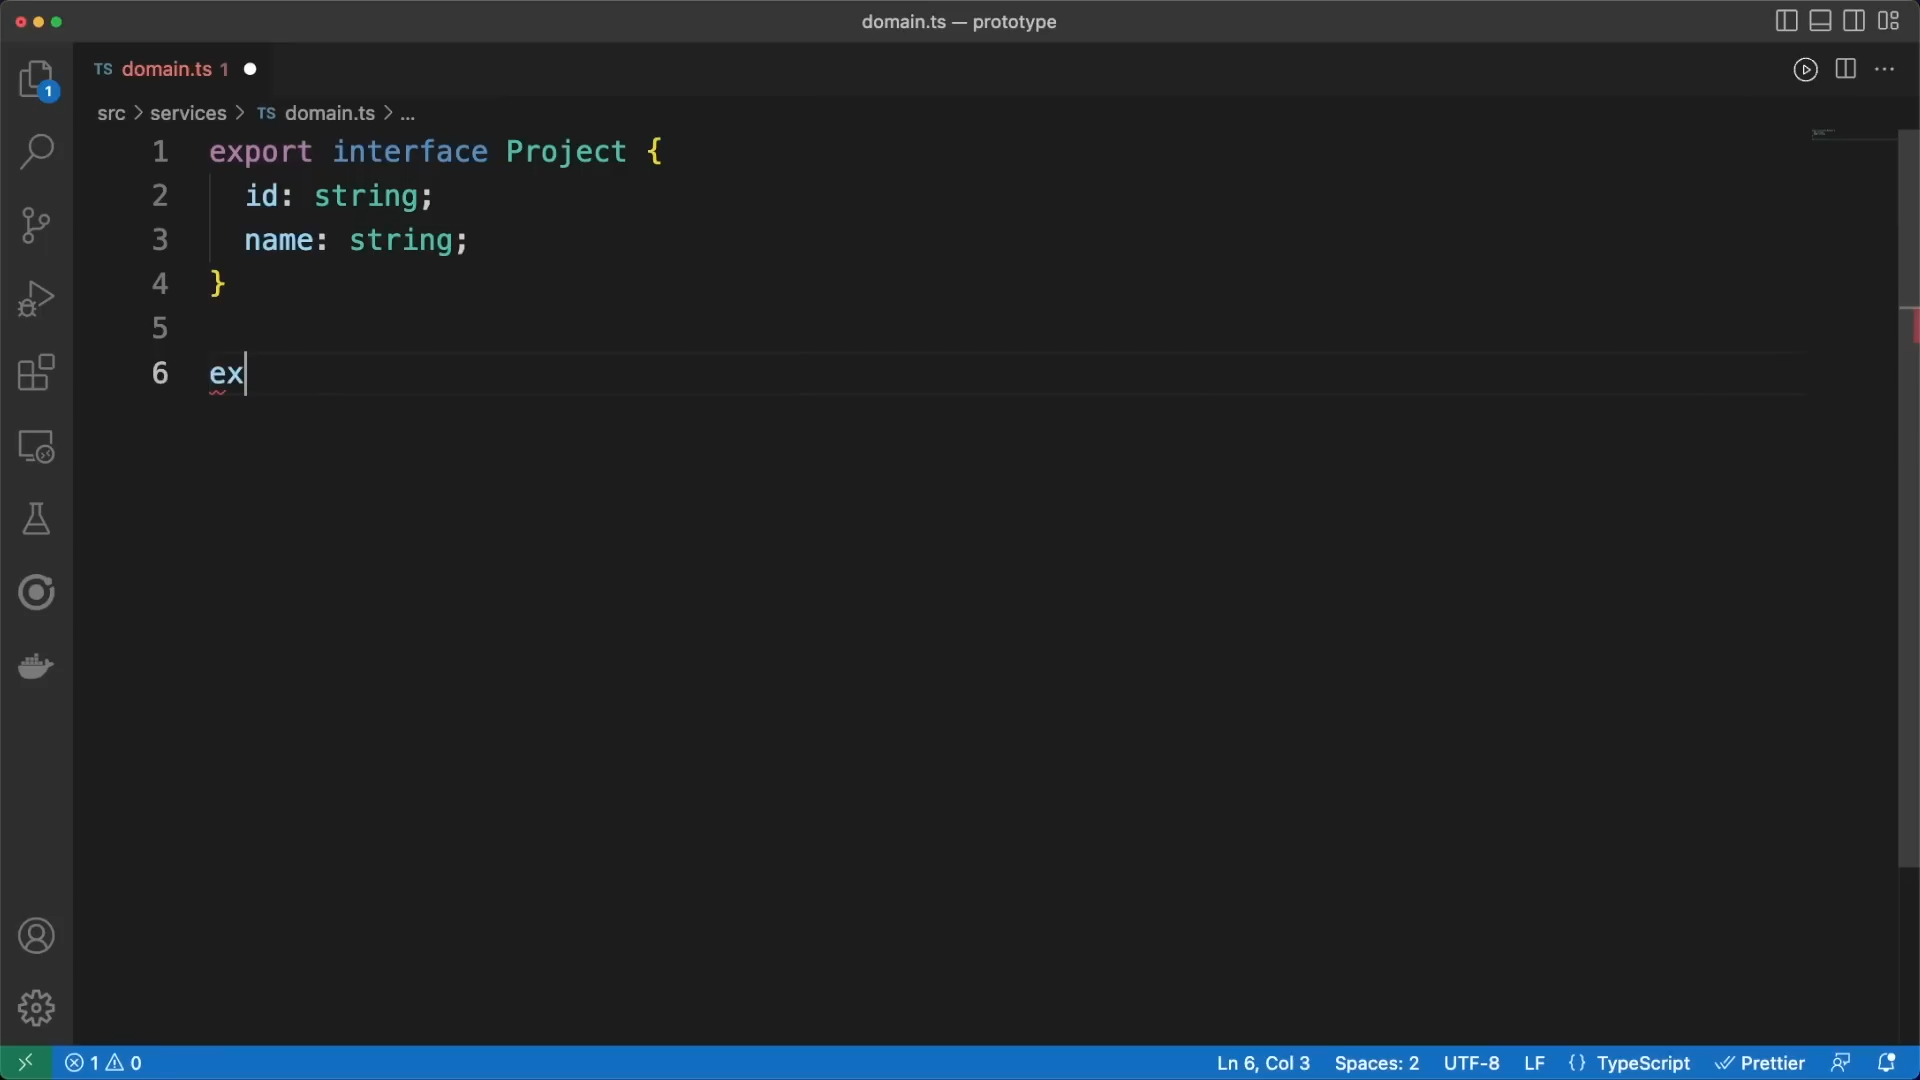 domain.ts — prototype
TS domain.ts 1
1
src > services > TS domain.ts > ...
1 export interface Project {
2 id: string;
3 name: string;
4 }
5
6 ex
1 0 Ln 6, Col 3 Spaces: 2 UTF-8 LF {} TypeScript Prettier